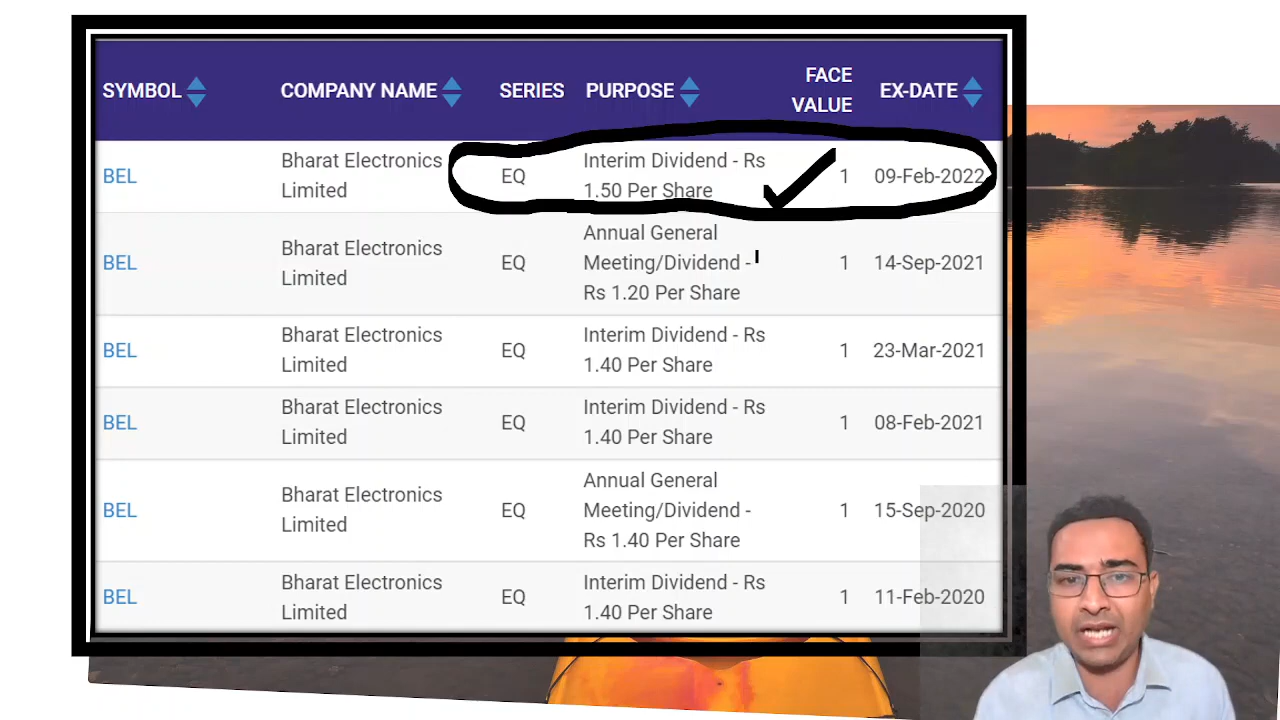 SYMBOL COMPANY NAME SERIES PURPOSE FACE VALUE EX-DATE
BEL Bharat Electronics Limited EQ Interim Dividend - Rs 1.50 Per Share 1 09-Feb-2022
BEL Bharat Electronics Limited EQ Annual General Meeting/Dividend - Rs 1.20 Per Share 1 14-Sep-2021
BEL Bharat Electronics Limited EQ Interim Dividend - Rs 1.40 Per Share 1 23-Mar-2021
BEL Bharat Electronics Limited EQ Interim Dividend - Rs 1.40 Per Share 1 08-Feb-2021
BEL Bharat Electronics Limited EQ Annual General Meeting/Dividend - Rs 1.40 Per Share 1 15-Sep-2020
BEL Bharat Electronics Limited EQ Interim Dividend - Rs 1.40 Per Share 1 11-Feb-2020